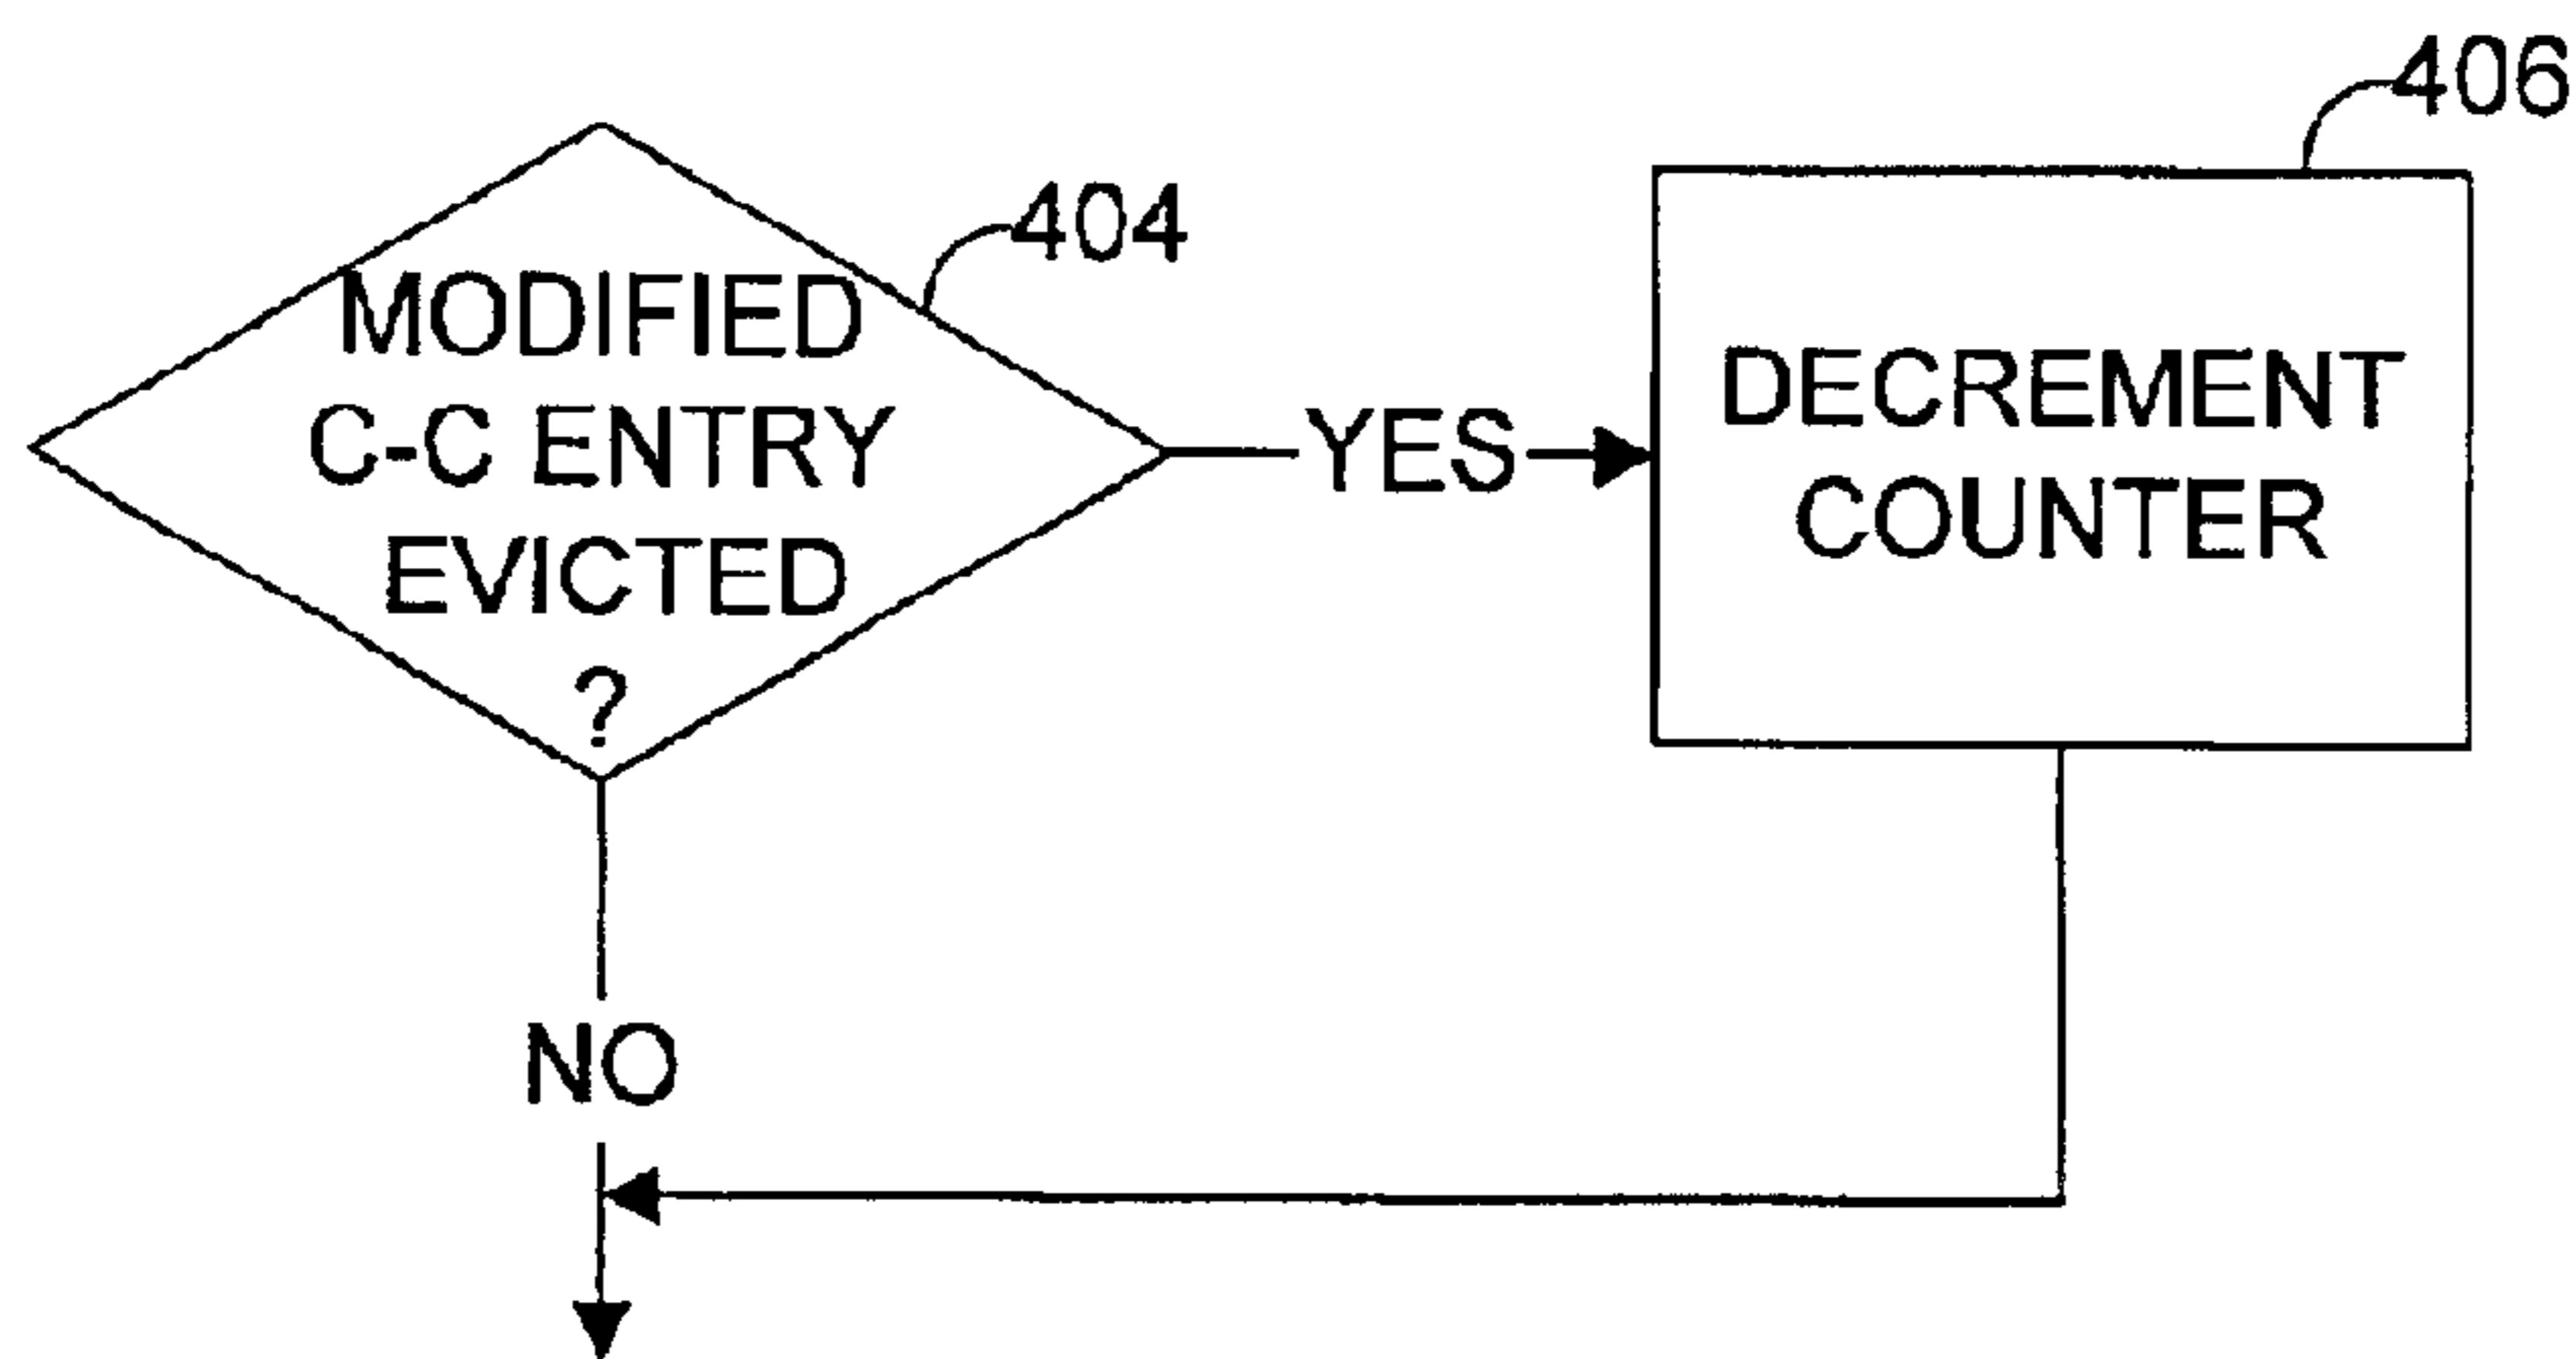 406
404
MODIFIED
C-C ENTRY
EVICTED
?
YES
DECREMENT
COUNTER
NO